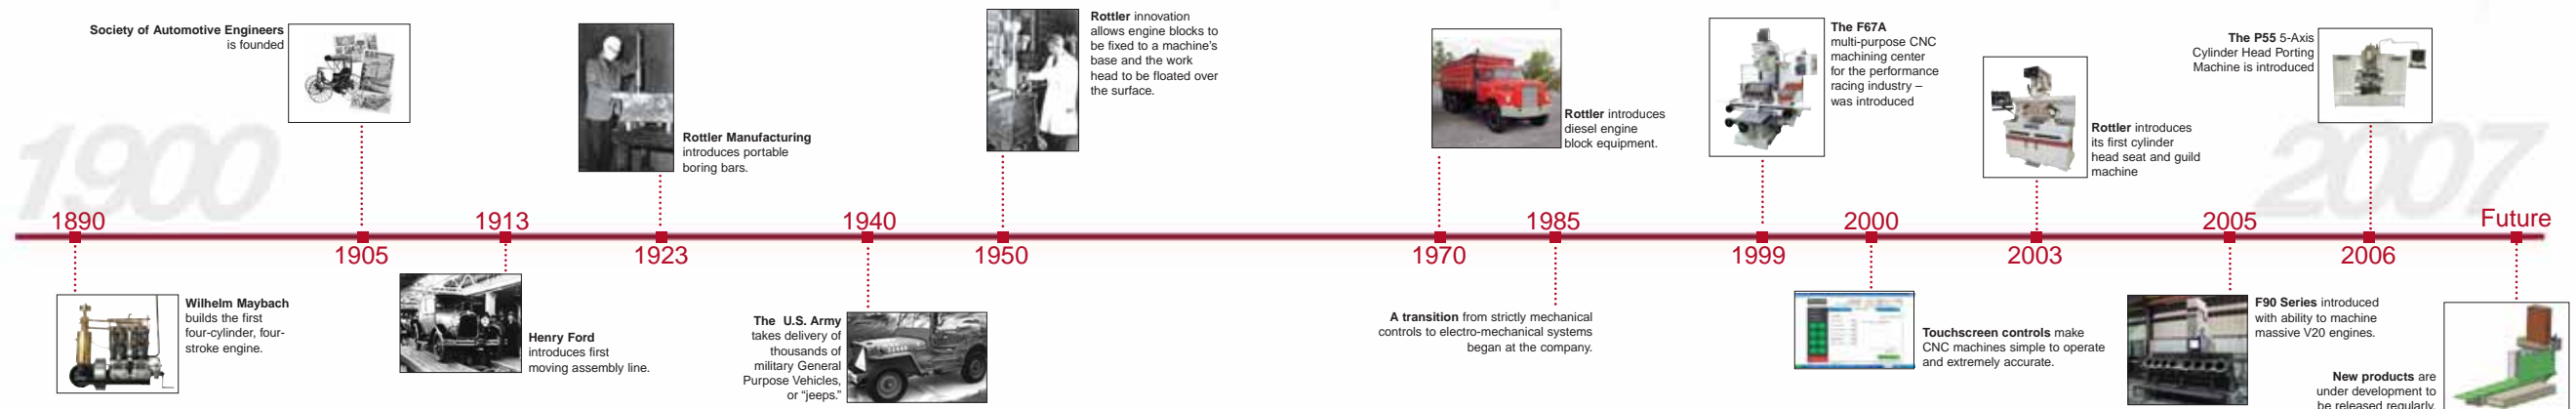 Society of Automotive Engineers
is founded
Rottler Manufacturing
introduces portable
boring bars.
Rottler innovation
allows engine blocks to
be fixed to a machine's
base and the work
head to be floated over
the surface.
Rottler introduces
diesel engine
block equipment.
The F67A
multi-purpose CNC
machining center
for the performance
racing industry –
was introduced
Rottler introduces
its first cylinder
head seat and guild
machine
The P55 5-Axis
Cylinder Head Porting
Machine is introduced
1900
2007
1890
1905
1913
1923
1940
1950
1970
1985
1999
2000
2003
2005
2006
Future
Wilhelm Maybach
builds the first
four-cylinder, four-
stroke engine.
Henry Ford
introduces first
moving assembly line.
The U.S. Army
takes delivery of
thousands of
military General
Purpose Vehicles,
or “jeeps.”
A transition from strictly mechanical
controls to electro-mechanical systems
began at the company.
Touchscreen controls make
CNC machines simple to operate
and extremely accurate.
F90 Series introduced
with ability to machine
massive V20 engines.
New products are
under development to
be released regularly.